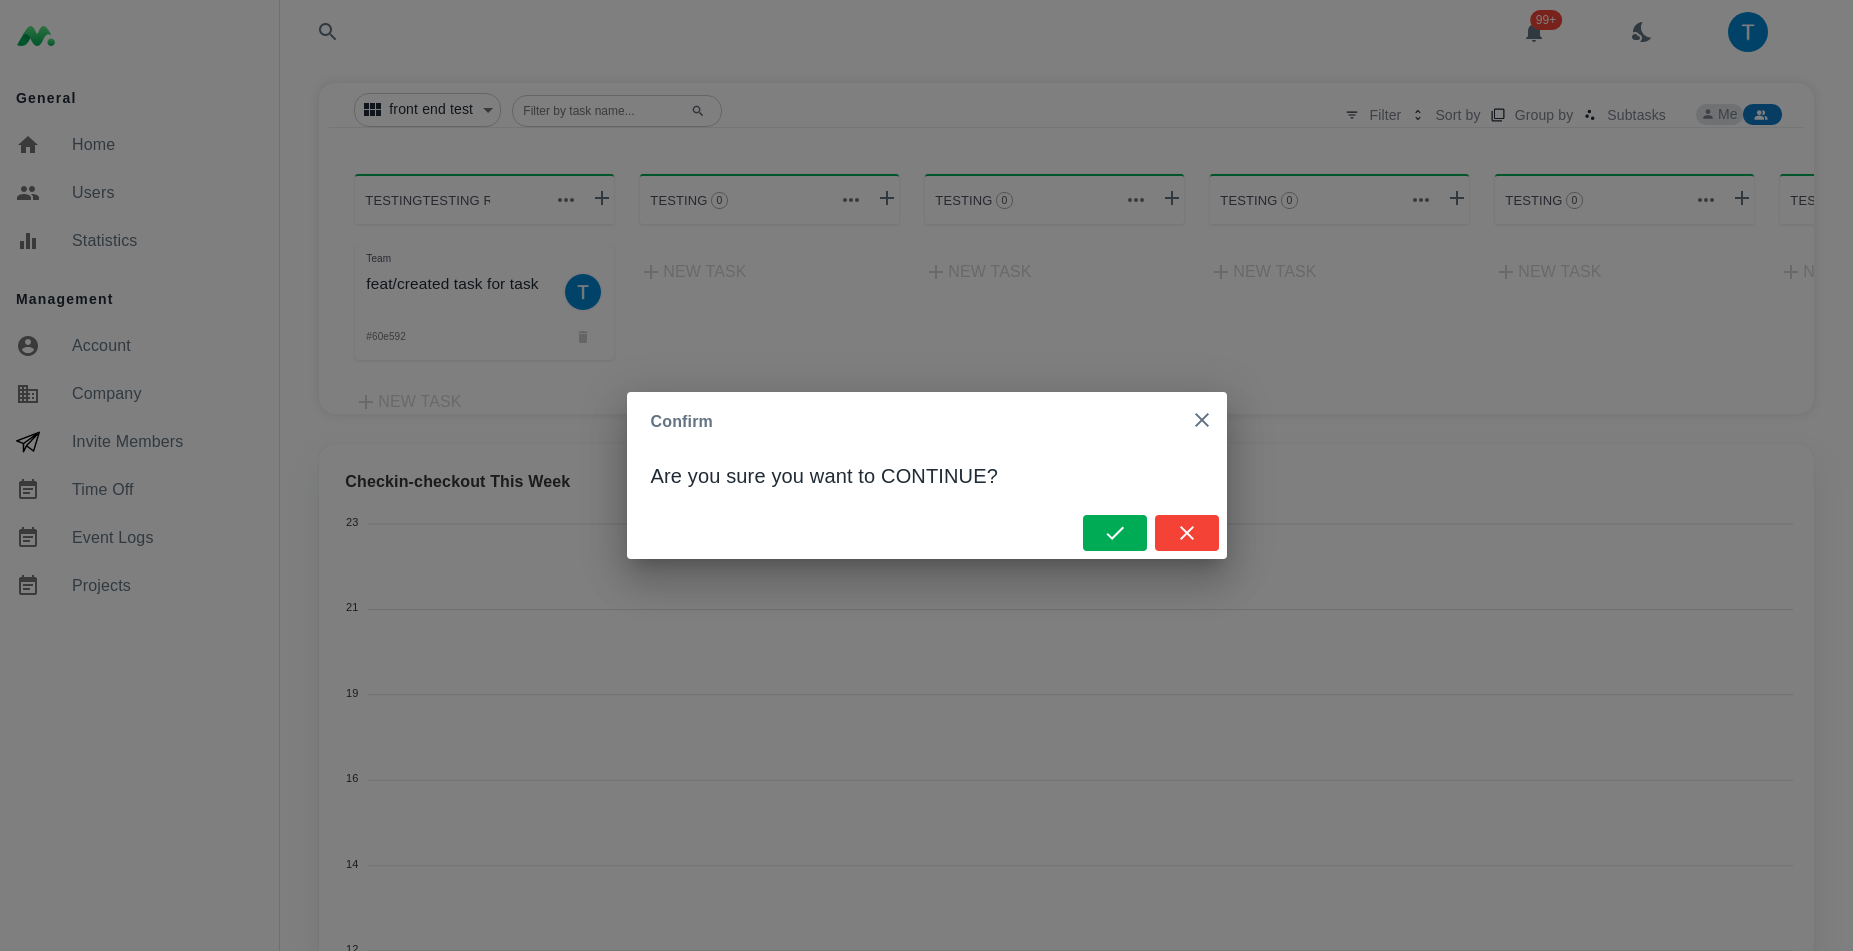 General
Home
Users
Statistics
Management
Account
Company
Invite Members
Time Off
Event Logs
Projects
99+
T
front end test
Filter by task name...
Filter
Sort by
Group by
Subtasks
Me
TESTINGTESTING
TESTING 0
TESTING 0
TESTING 0
TESTING 0
Team
feat/created task for task
T
#60e592
NEW TASK
NEW TASK
NEW TASK
NEW TASK
NEW TASK
Confirm
Are you sure you want to CONTINUE?
Checkin-checkout This Week
23
21
19
16
14
12